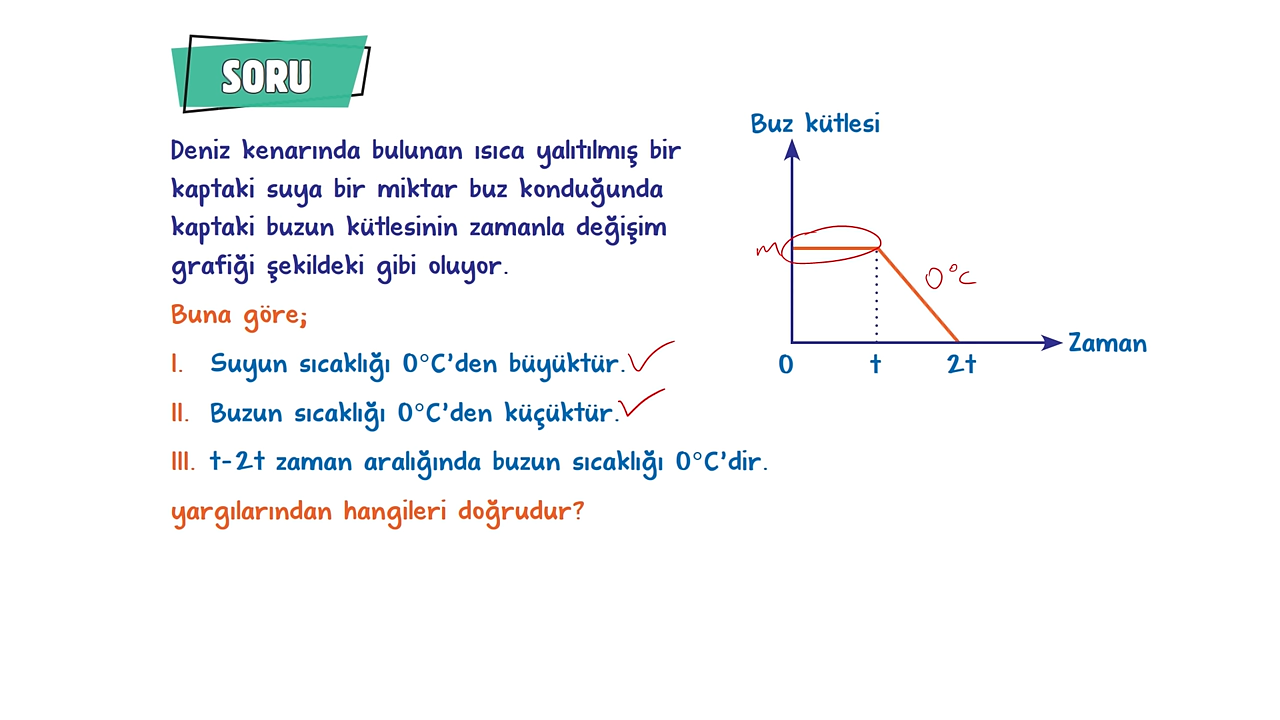 SORU
Deniz kenarında bulunan ısıca yalıtılmış bir
kaptaki suya bir miktar buz konduğunda
kaptaki buzun kütlesinin zamanla değişim
grafiği şekildeki gibi oluyor.
Buna göre;
I. Suyun sıcaklığı 0°C'den büyüktür.
II. Buzun sıcaklığı 0°C'den küçüktür.
III. t-2t zaman aralığında buzun sıcaklığı 0°C'dir.
yargılarından hangileri doğrudur?
Buz kütlesi
m
0°C
Zaman
0 t 2t